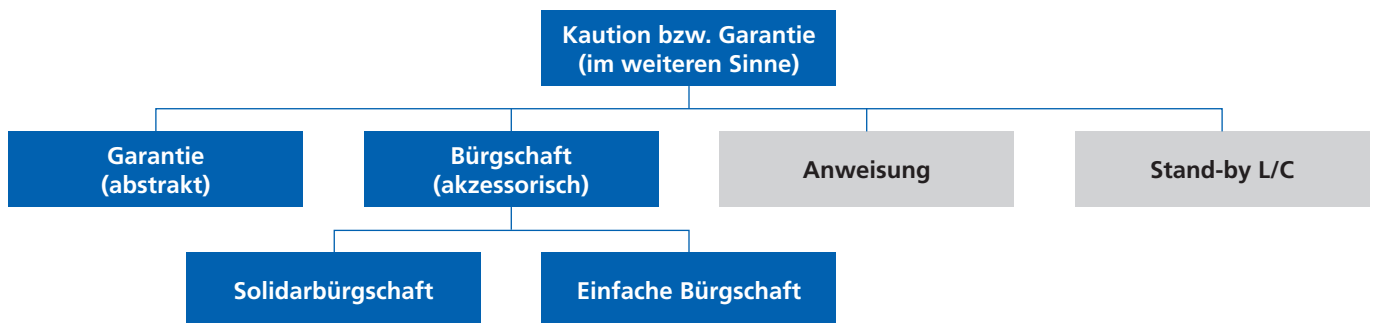 Kaution bzw. Garantie
(im weiteren Sinne)
Garantie
(abstrakt)
Bürgschaft
(akzessorisch)
Anweisung
Stand-by L/C
Solidarbürgschaft
Einfache Bürgschaft